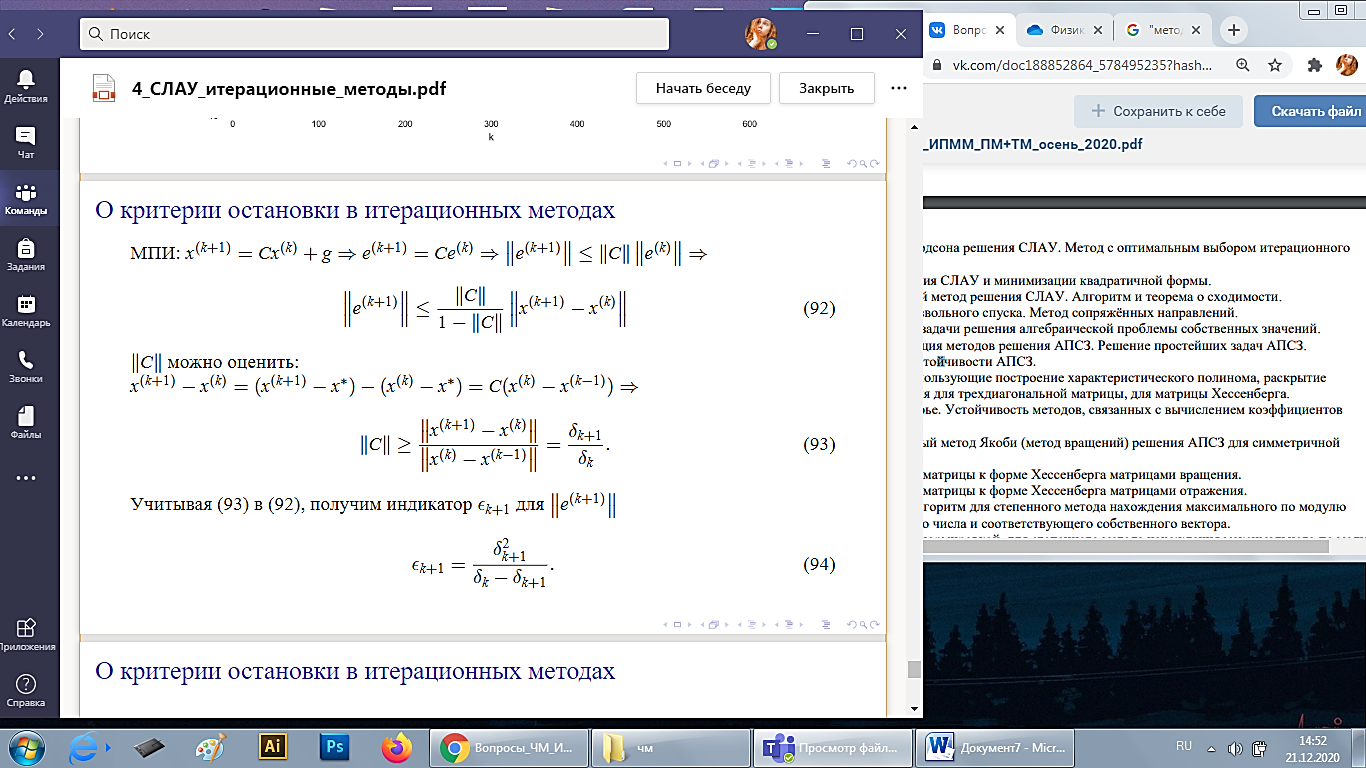 Поиск
Вопро
Физик
"мето
vk.com/doc188852864_578495235?hash...
Действия
Чат
Команды
Задания
Календарь
Звонки
Файлы
Приложения
Справка
4_СЛАУ_итерационные_методы.pdf
Начать беседу
Закрыть
0 100 200 300 400 500 600
k
О критерии остановки в итерационных методах
МПИ: x^(k+1) = Cx^(k) + g ⇒ e^(k+1) = Ce^(k) ⇒ ‖e^(k+1)‖ ≤ ‖C‖ ‖e^(k)‖ ⇒
‖e^(k+1)‖ ≤ ‖C‖ / (1 − ‖C‖) ‖x^(k+1) − x^(k)‖ (92)
‖C‖ можно оценить:
x^(k+1) − x^(k) = (x^(k+1) − x*) − (x^(k) − x*) = C(x^(k) − x^(k−1)) ⇒
‖C‖ ≥ ‖x^(k+1) − x^(k)‖ / ‖x^(k) − x^(k−1)‖ = δ_{k+1} / δ_k. (93)
Учитывая (93) в (92), получим индикатор ϵ_{k+1} для ‖e^(k+1)‖
ϵ_{k+1} = δ²_{k+1} / (δ_k − δ_{k+1}). (94)
О критерии остановки в итерационных методах
Сохранить к себе
Скачать файл
_ИПММ_ПМ+ТМ_осень_2020.pdf
рдсона решения СЛАУ. Метод с оптимальным выбором итерационного
ия СЛАУ и минимизации квадратичной формы.
й метод решения СЛАУ. Алгоритм и теорема о сходимости.
звольного спуска. Метод сопряжённых направлений.
задачи решения алгебраической проблемы собственных значений.
ция методов решения АПСЗ. Решение простейших задач АПСЗ.
стойчивости АПСЗ.
пользующие построение характеристического полинома, раскрытие
я для трехдиагональной матрицы, для матрицы Хессенберга.
рье. Устойчивость методов, связанных с вычислением коэффициентов
ый метод Якоби (метод вращений) решения АПСЗ для симметричной
матрицы к форме Хессенберга матрицами вращения.
матрицы к форме Хессенберга матрицами отражения.
лгоритм для степенного метода нахождения максимального по модулю
о числа и соответствующего собственного вектора.
Ai
Ps
Вопросы_ЧМ_И...
чм
Просмотр файл...
Документ7 - Micr...
RU
14:52
21.12.2020